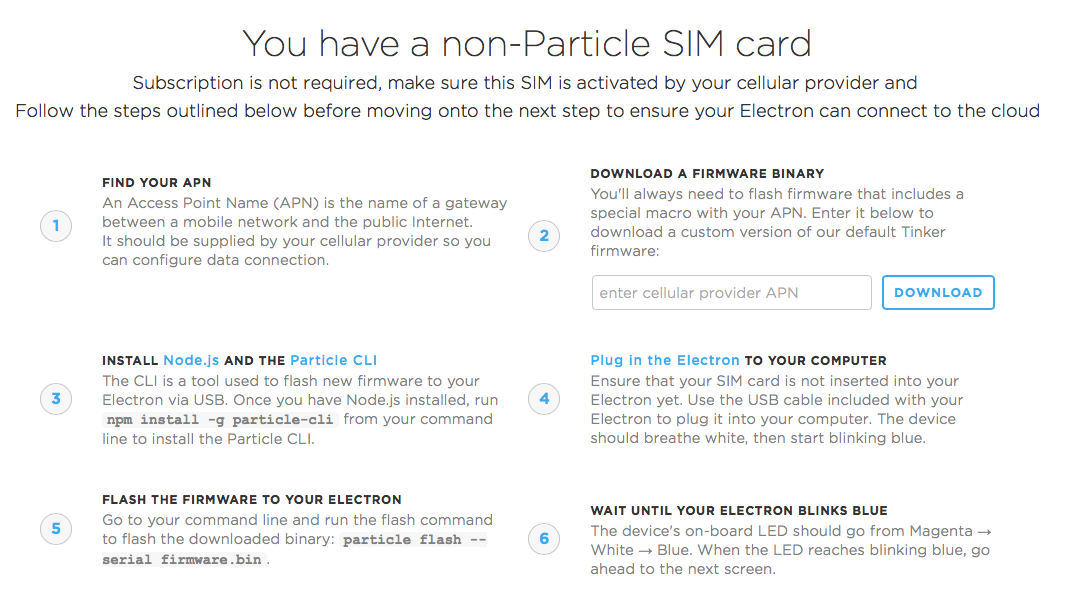 You have a non-Particle SIM card
Subscription is not required, make sure this SIM is activated by your cellular provider and
Follow the steps outlined below before moving onto the next step to ensure your Electron can connect to the cloud
1
FIND YOUR APN
An Access Point Name (APN) is the name of a gateway
between a mobile network and the public Internet.
It should be supplied by your cellular provider so you
can configure data connection.
2
DOWNLOAD A FIRMWARE BINARY
You'll always need to flash firmware that includes a
special macro with your APN. Enter it below to
download a custom version of our default Tinker
firmware:
enter cellular provider APN
DOWNLOAD
3
INSTALL Node.js AND THE Particle CLI
The CLI is a tool used to flash new firmware to your
Electron via USB. Once you have Node.js installed, run
npm install -g particle-cli from your command
line to install the Particle CLI.
4
Plug in the Electron TO YOUR COMPUTER
Ensure that your SIM card is not inserted into your
Electron yet. Use the USB cable included with your
Electron to plug it into your computer. The device
should breathe white, then start blinking blue.
5
FLASH THE FIRMWARE TO YOUR ELECTRON
Go to your command line and run the flash command
to flash the downloaded binary: particle flash --
serial firmware.bin .
6
WAIT UNTIL YOUR ELECTRON BLINKS BLUE
The device's on-board LED should go from Magenta →
White → Blue. When the LED reaches blinking blue, go
ahead to the next screen.